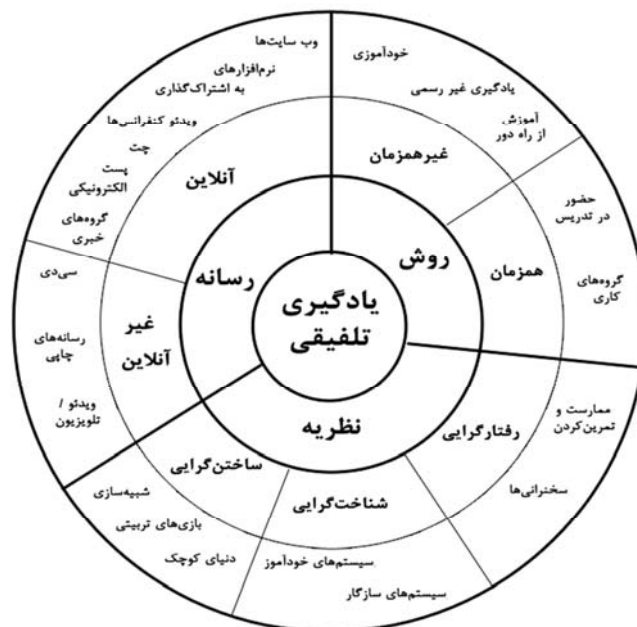 یادگیری
تلفیقی
روش
غیرهمزمان
خودآموزی
یادگیری غیر رسمی
آموزش
از راه دور
همزمان
حضور
در تدریس
گروه‌های
کاری
نظریه
رفتارگرایی
ممارست و
تمرین‌کردن
سخنرانی‌ها
شناخت‌گرایی
سیستم‌های خودآموز
سیستم‌های سازگار
ساختن‌گرایی
شبیه‌سازی
بازی‌های تربیتی
دنیای کوچک
رسانه
آنلاین
وب سایت‌ها
نرم‌افزارهای
به اشتراک‌گذاری
ویدئو کنفرانس‌ها
چت
پست
الکترونیکی
گروه‌های
خبری
غیر
آنلاین
سی‌دی
رسانه‌های
چاپی
ویدئو /
تلویزیون